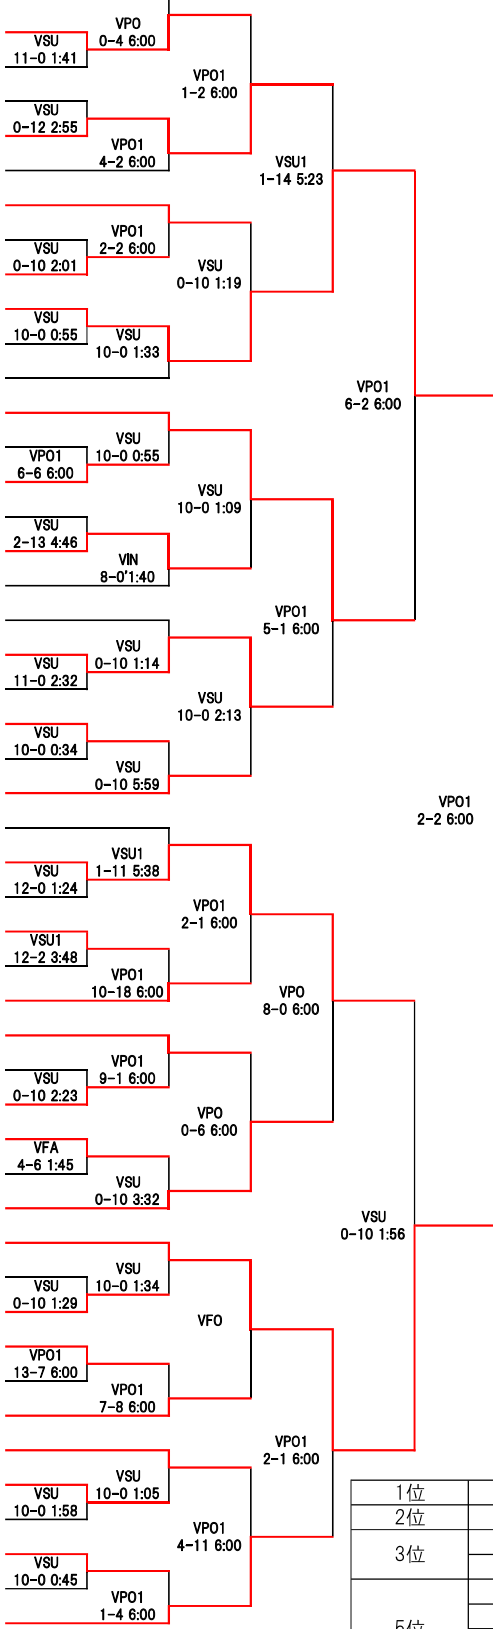 VPO
0-4 6:00
VSU
11-0 1:41
VPO1
1-2 6:00
VSU
0-12 2:55
VPO1
4-2 6:00
VSU1
1-14 5:23
VPO1
2-2 6:00
VSU
0-10 2:01
VSU
0-10 1:19
VSU
10-0 0:55
VSU
10-0 1:33
VPO1
6-2 6:00
VSU
10-0 0:55
VPO1
6-6 6:00
VSU
10-0 1:09
VSU
2-13 4:46
VIN
8-0'1:40
VPO1
5-1 6:00
VSU
0-10 1:14
VSU
11-0 2:32
VSU
10-0 2:13
VSU
10-0 0:34
VSU
0-10 5:59
VPO1
2-2 6:00
VSU1
1-11 5:38
VSU
12-0 1:24
VPO1
2-1 6:00
VSU1
12-2 3:48
VPO1
10-18 6:00
VPO
8-0 6:00
VPO1
9-1 6:00
VSU
0-10 2:23
VPO
0-6 6:00
VFA
4-6 1:45
VSU
0-10 3:32
VSU
0-10 1:56
VSU
10-0 1:34
VSU
0-10 1:29
VFO
VPO1
13-7 6:00
VPO1
7-8 6:00
VPO1
2-1 6:00
VSU
10-0 1:05
VSU
10-0 1:58
VPO1
4-11 6:00
VSU
10-0 0:45
VPO1
1-4 6:00
1位
2位
3位
5位